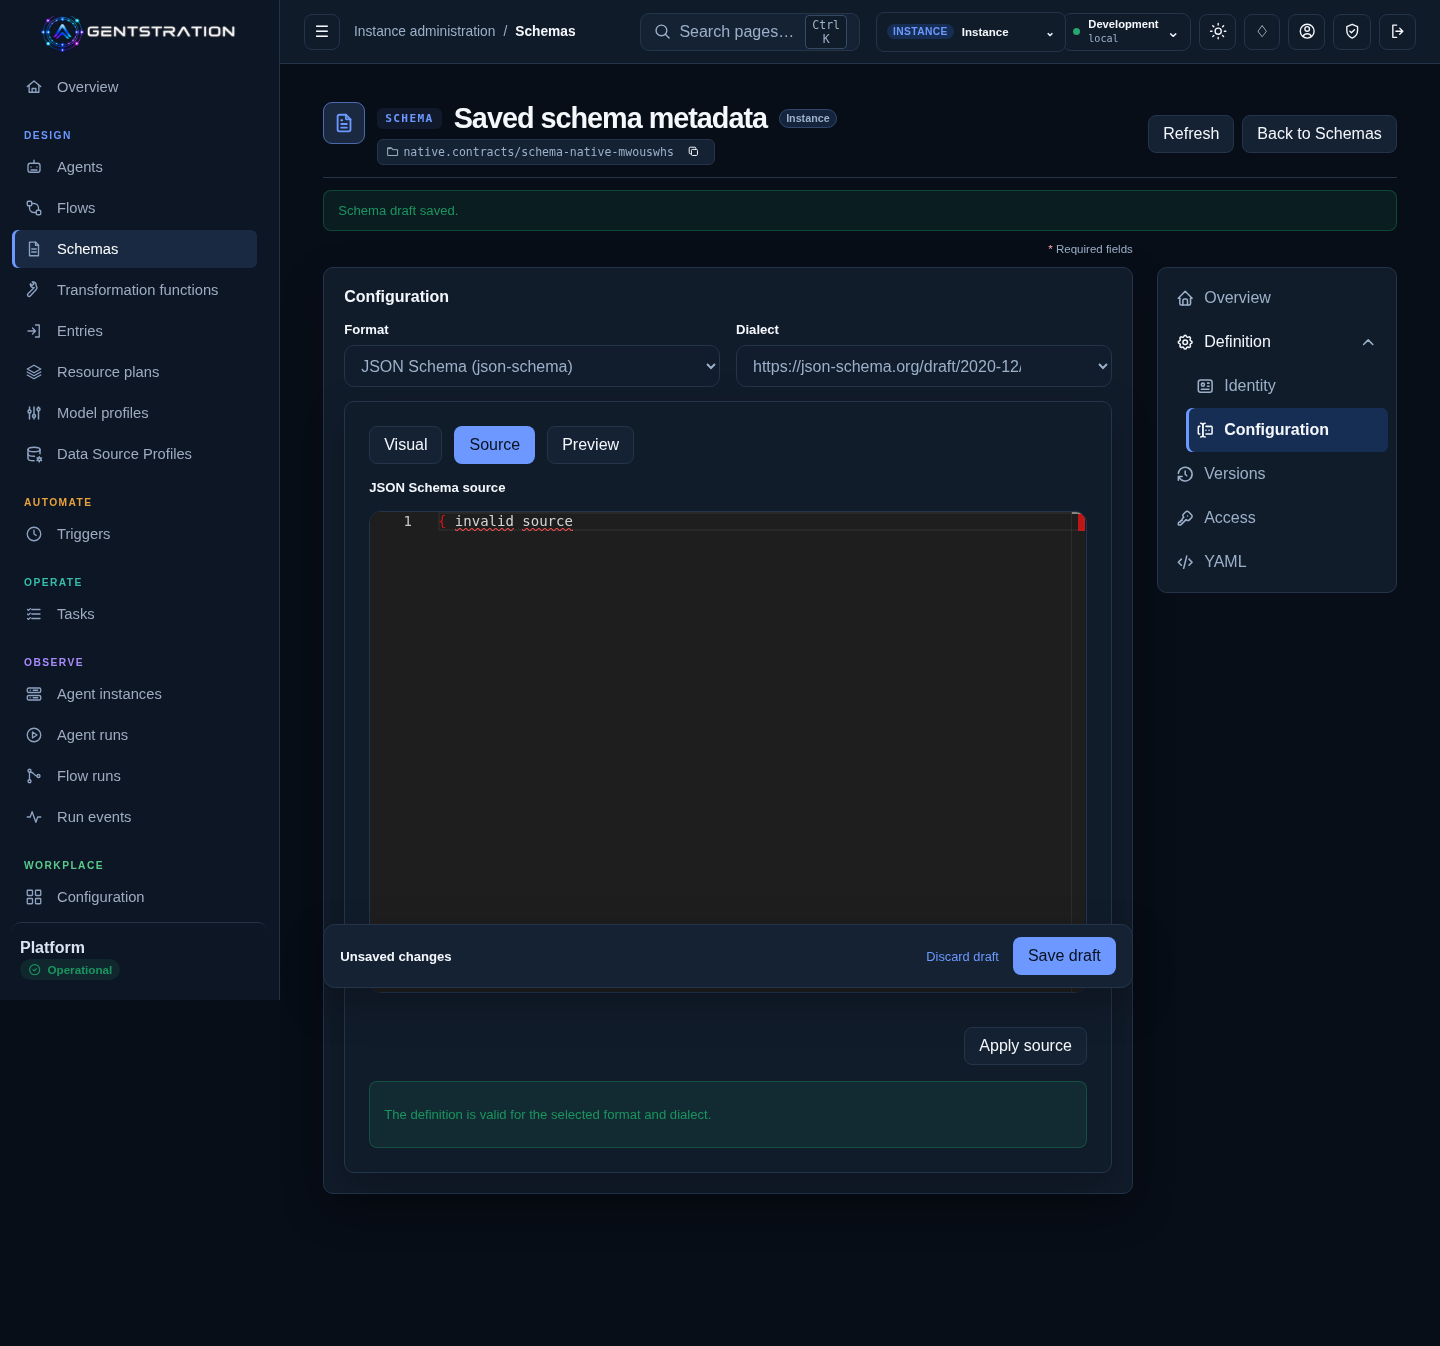 GENTSTRATION
☰
Instance administration / Schemas
Search pages…
Ctrl K
INSTANCE Instance
Development
local
Overview
DESIGN
Agents
Flows
Schemas
Transformation functions
Entries
Resource plans
Model profiles
Data Source Profiles
AUTOMATE
Triggers
OPERATE
Tasks
OBSERVE
Agent instances
Agent runs
Flow runs
Run events
WORKPLACE
Configuration
Platform
Operational
SCHEMA Saved schema metadata Instance
native.contracts/schema-native-mwouswhs
Refresh
Back to Schemas
Schema draft saved.
* Required fields
Configuration
Format
Dialect
JSON Schema (json-schema)
https://json-schema.org/draft/2020-12/
Visual
Source
Preview
JSON Schema source
1 { invalid source
Unsaved changes
Discard draft
Save draft
Apply source
The definition is valid for the selected format and dialect.
Overview
Definition
Identity
Configuration
Versions
Access
YAML